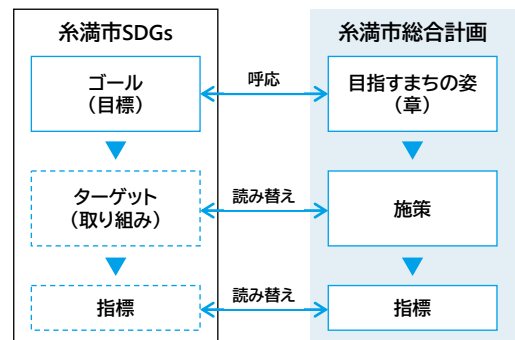 糸満市SDGs
糸満市総合計画
ゴール
（目標）
呼応
目指すまちの姿
（章）
ターゲット
（取り組み）
読み替え
施策
指標
読み替え
指標